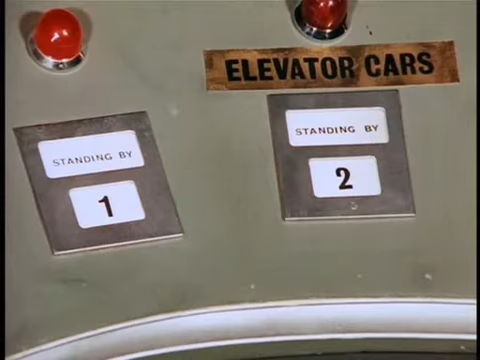 ELEVATOR CARS
STANDING BY
1
STANDING BY
2